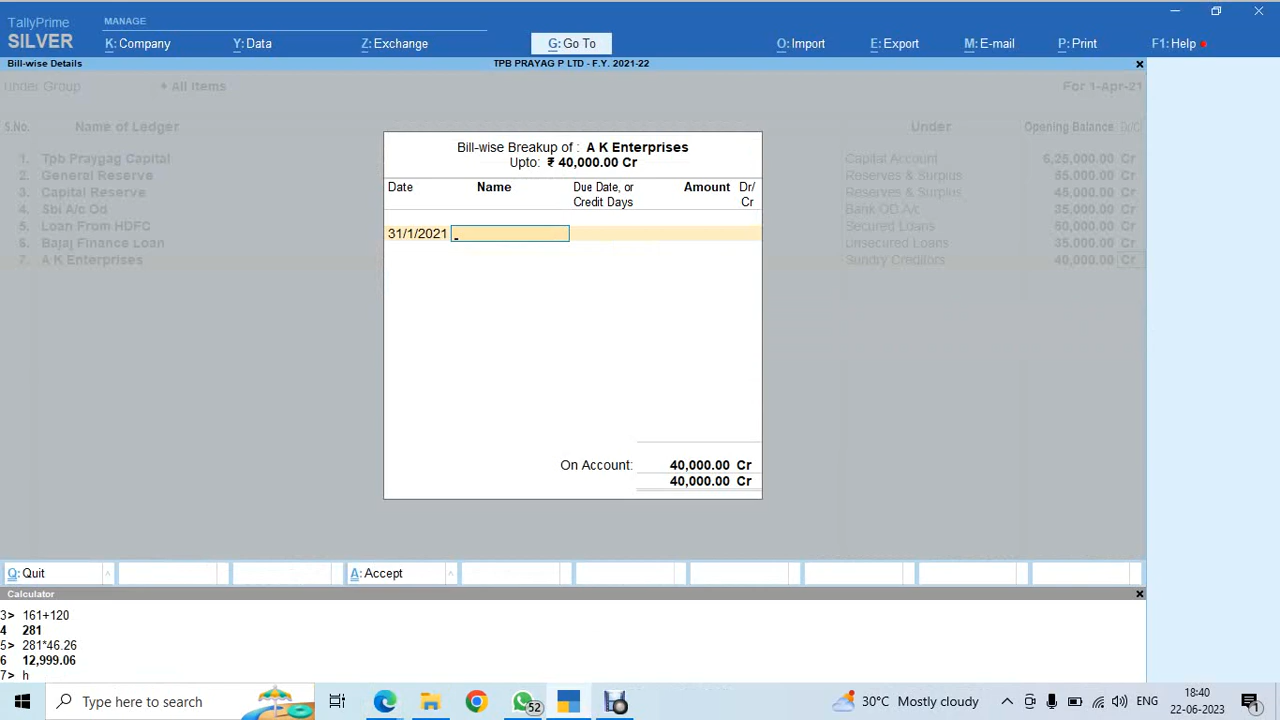 TallyPrime
MANAGE
SILVER
K: Company
Y: Data
Z: Exchange
G: Go To
O: Import
E: Export
M: E-mail
P: Print
F1: Help
Bill-wise Details
TPB PRAYAG P LTD - F.Y. 2021-22
Under Group
All Items
For 1-Apr-21
S.No.
Name of Ledger
Under
Opening Balance
Dr/C
1. Tpb Praygag Capital Capital Account 6,25,000.00 Cr
2. General Reserve Reserves & Surplus 55,000.00 Cr
3. Capital Reserve Reserves & Surplus 45,000.00 Cr
4. Sbi A/c Od Bank OD A/c 35,000.00 Cr
5. Loan From HDFC Secured Loans 50,000.00 Cr
6. Bajaj Finance Loan Unsecured Loans 35,000.00 Cr
7. A K Enterprises Sundry Creditors 40,000.00 Cr
Bill-wise Breakup of : A K Enterprises
Upto: ₹ 40,000.00 Cr
Date Name Due Date, or Amount Dr/
Credit Days Cr
31/1/2021
On Account: 40,000.00 Cr
40,000.00 Cr
Q: Quit
A: Accept
Calculator
3> 161+120
4 281
5> 281*46.26
6 12,999.06
7> h
Type here to search
52
30°C Mostly cloudy
ENG
18:40
22-06-2023
1